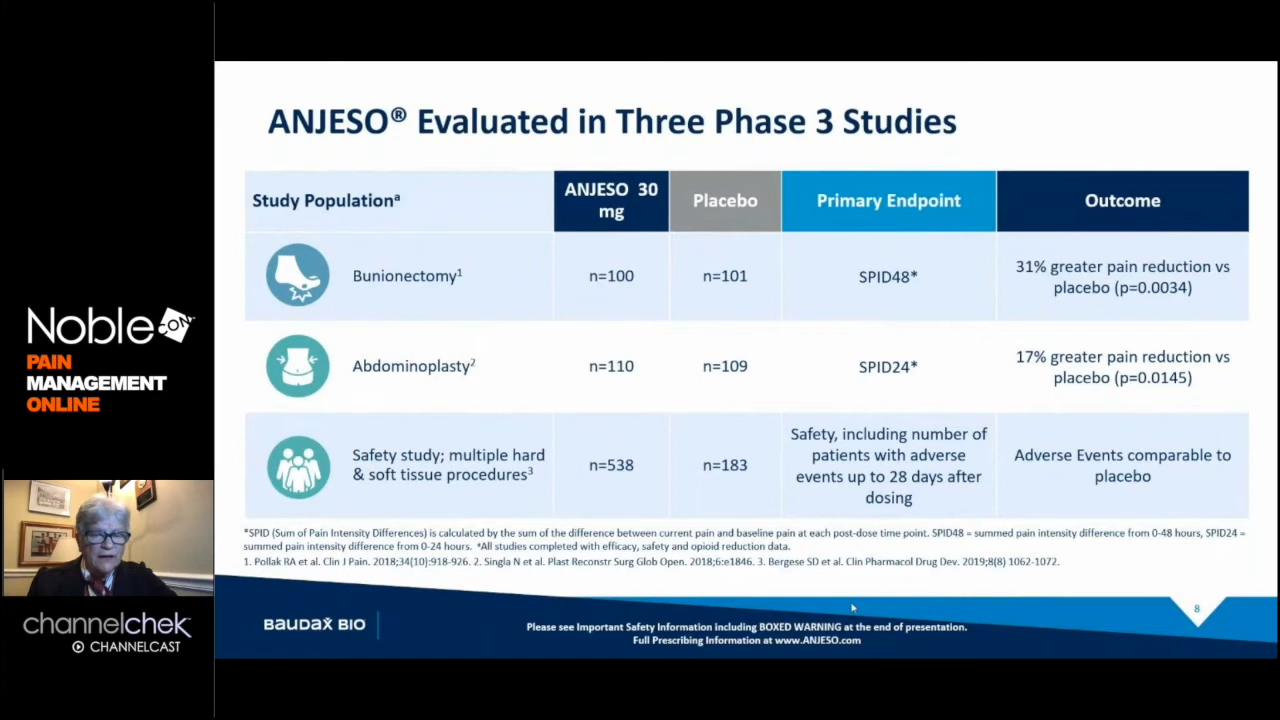 ANJESO® Evaluated in Three Phase 3 Studies
Study Populationᵃ
ANJESO 30
mg
Placebo
Primary Endpoint
Outcome
Bunionectomy¹
n=100
n=101
SPID48*
31% greater pain reduction vs
placebo (p=0.0034)
Abdominoplasty²
n=110
n=109
SPID24*
17% greater pain reduction vs
placebo (p=0.0145)
Safety study; multiple hard
& soft tissue procedures³
n=538
n=183
Safety, including number of
patients with adverse
events up to 28 days after
dosing
Adverse Events comparable to
placebo
*SPID (Sum of Pain Intensity Differences) is calculated by the sum of the difference between current pain and baseline pain at each post-dose time point. SPID48 = summed pain intensity difference from 0-48 hours, SPID24 =
summed pain intensity difference from 0-24 hours. ᵃAll studies completed with efficacy, safety and opioid reduction data.
1. Pollak RA et al. Clin J Pain. 2018;34(10):918-926. 2. Singla N et al. Plast Reconstr Surg Glob Open. 2018;6:e1846. 3. Bergese SD et al. Clin Pharmacol Drug Dev. 2019;8(8) 1062-1072.
BAUDAX BIO
Please see Important Safety Information including BOXED WARNING at the end of presentation.
Full Prescribing Information at www.ANJESO.com
8
Noble CON
PAIN
MANAGEMENT
ONLINE
channelchek
CHANNELCAST